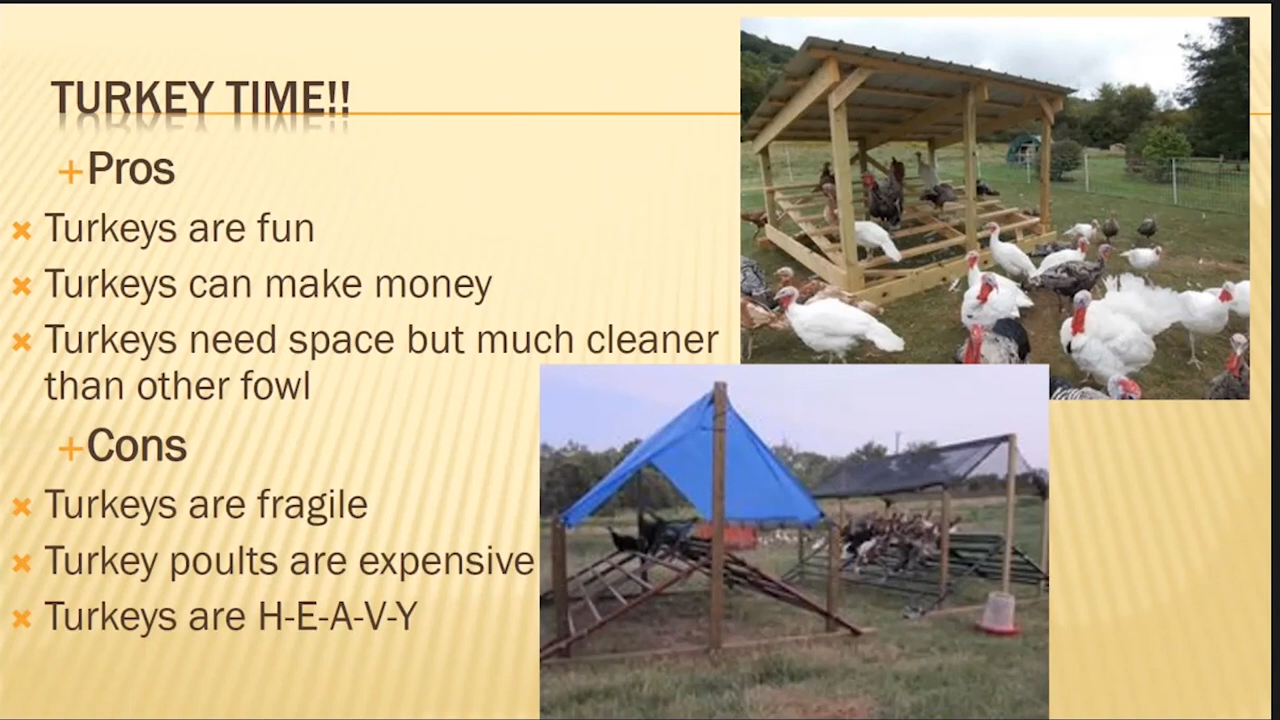 TURKEY TIME!!
+Pros
× Turkeys are fun
× Turkeys can make money
× Turkeys need space but much cleaner
than other fowl
+Cons
× Turkeys are fragile
× Turkey poults are expensive
× Turkeys are H-E-A-V-Y